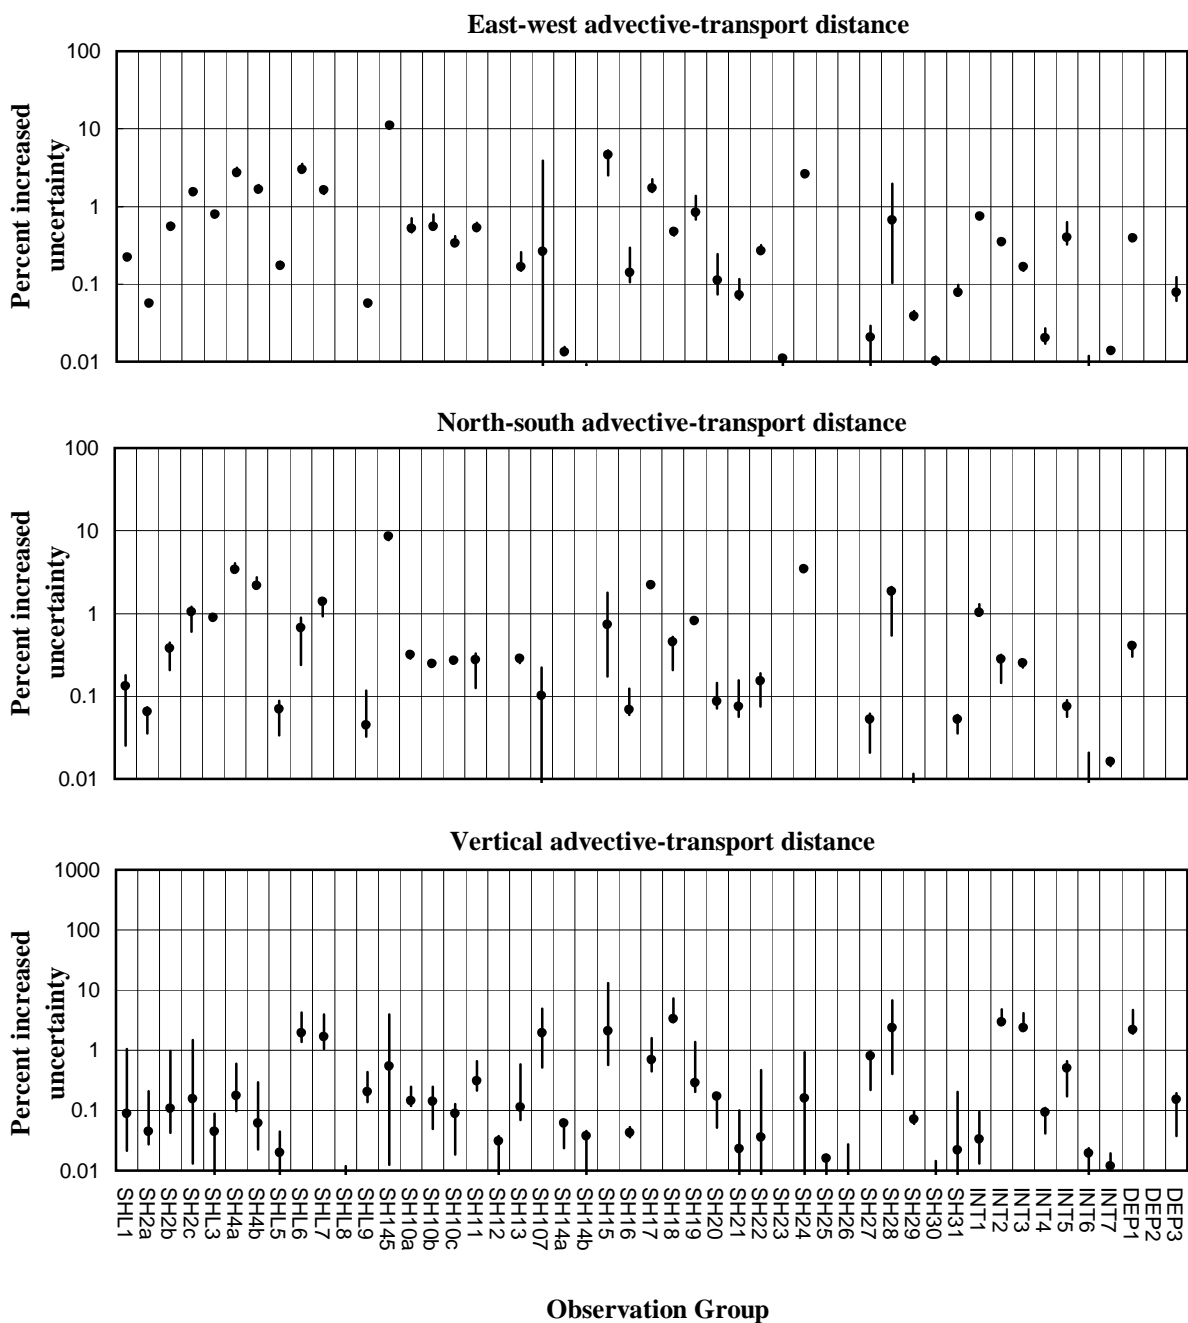 East-west advective-transport distance
Percent increased
uncertainty
100
10
1
0.1
0.01
North-south advective-transport distance
Percent increased
uncertainty
100
10
1
0.1
0.01
Vertical advective-transport distance
Percent increased
uncertainty
1000
100
10
1
0.1
0.01
SHL1
SH2a
SH2b
SH2c
SHL3
SH4a
SH4b
SHL5
SHL6
SHL7
SHL8
SHL9
SH145
SH10a
SH10b
SH10c
SH11
SH12
SH13
SH107
SH14a
SH14b
SH15
SH16
SH17
SH18
SH19
SH20
SH21
SH22
SH23
SH24
SH25
SH26
SH27
SH28
SH29
SH30
SH31
INT1
INT2
INT3
INT4
INT5
INT6
INT7
DEP1
DEP2
DEP3
Observation Group